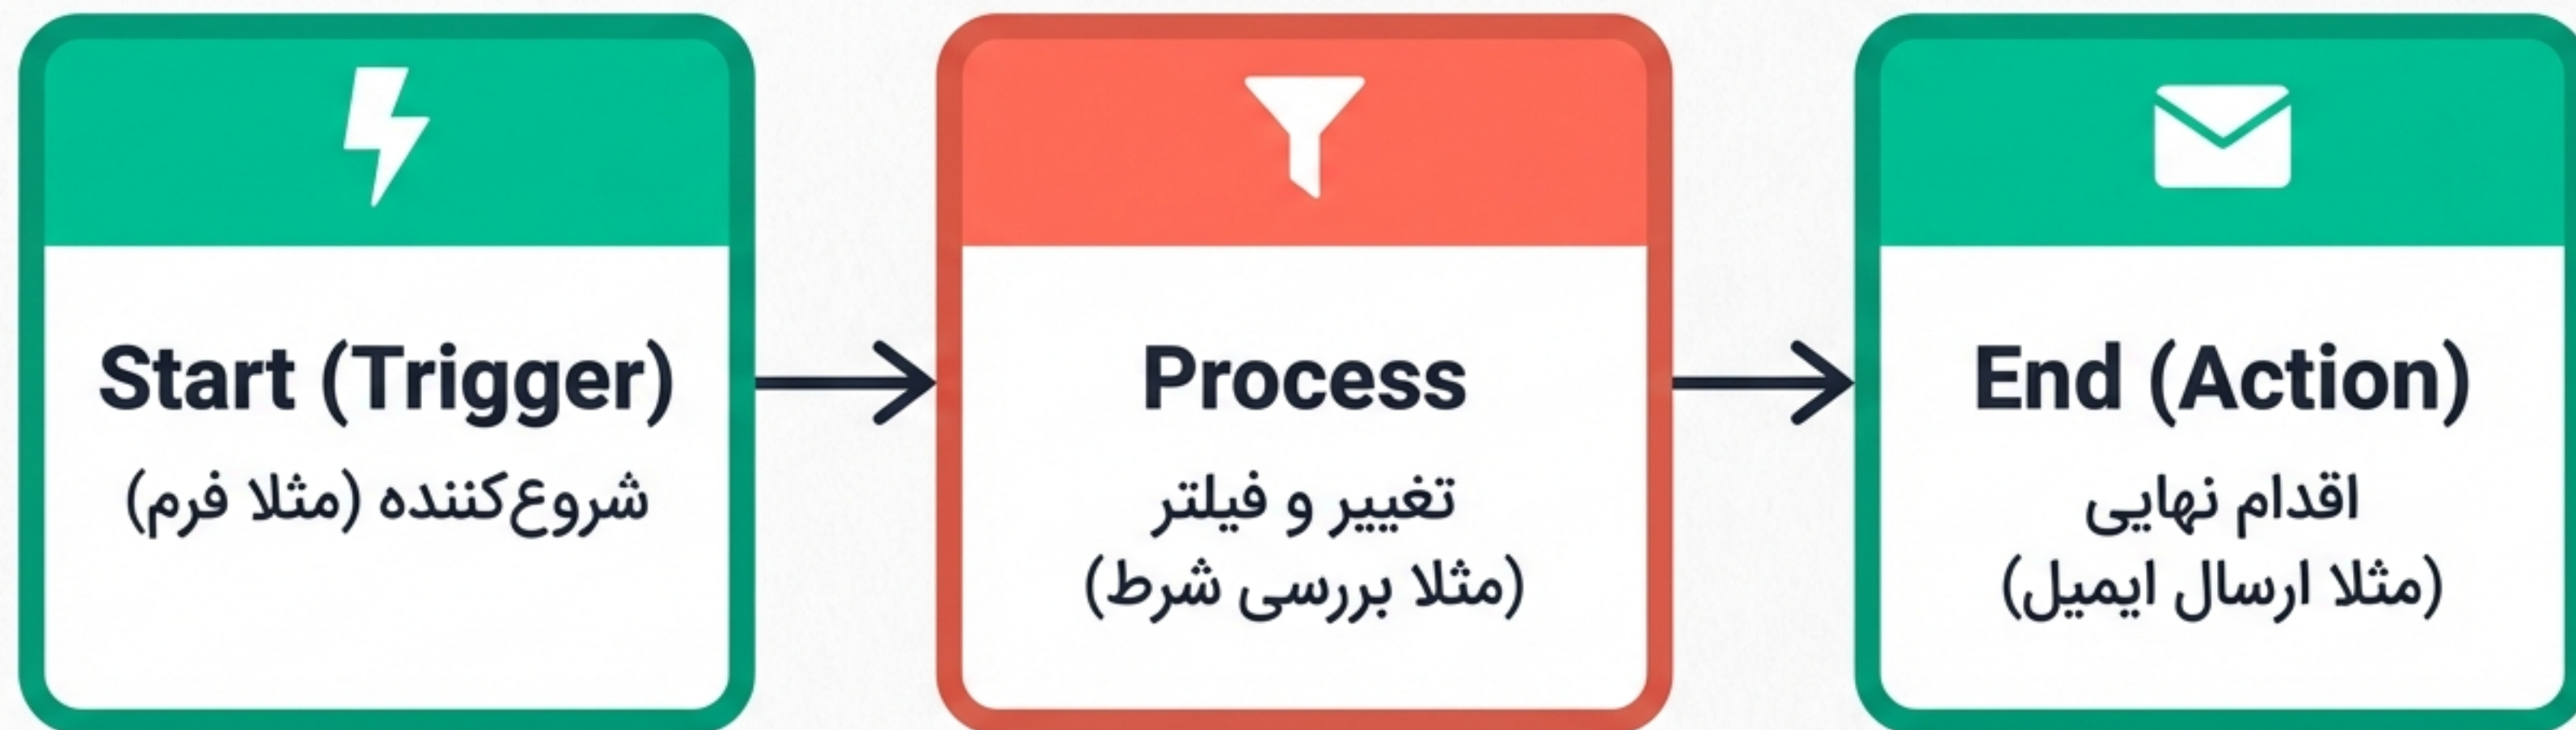 Start (Trigger)
شروع‌کننده (مثلا فرم)
Process
تغییر و فیلتر
(مثلا بررسی شرط)
End (Action)
اقدام نهایی
(مثلا ارسال ایمیل)